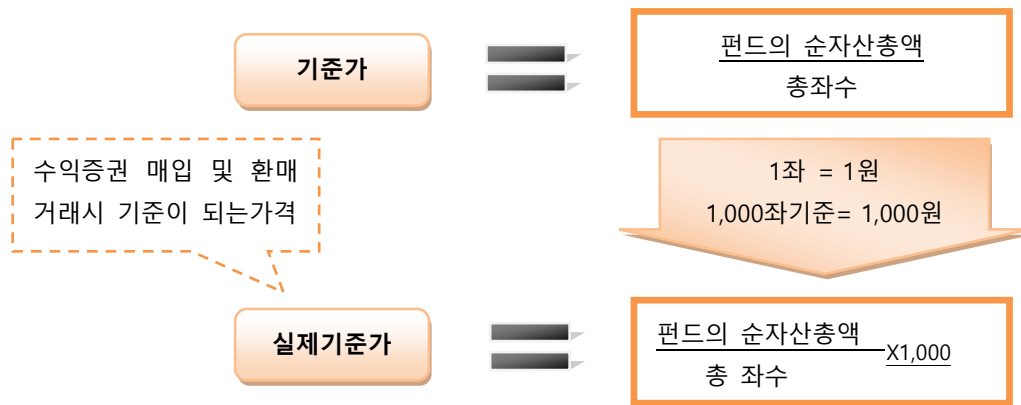 기준가
펀드의 순자산총액
총좌수
수익증권 매입 및 환매
거래시 기준이 되는가격
1좌 = 1원
1,000좌기준= 1,000원
실제기준가
펀드의 순자산총액
X1,000
총 좌수